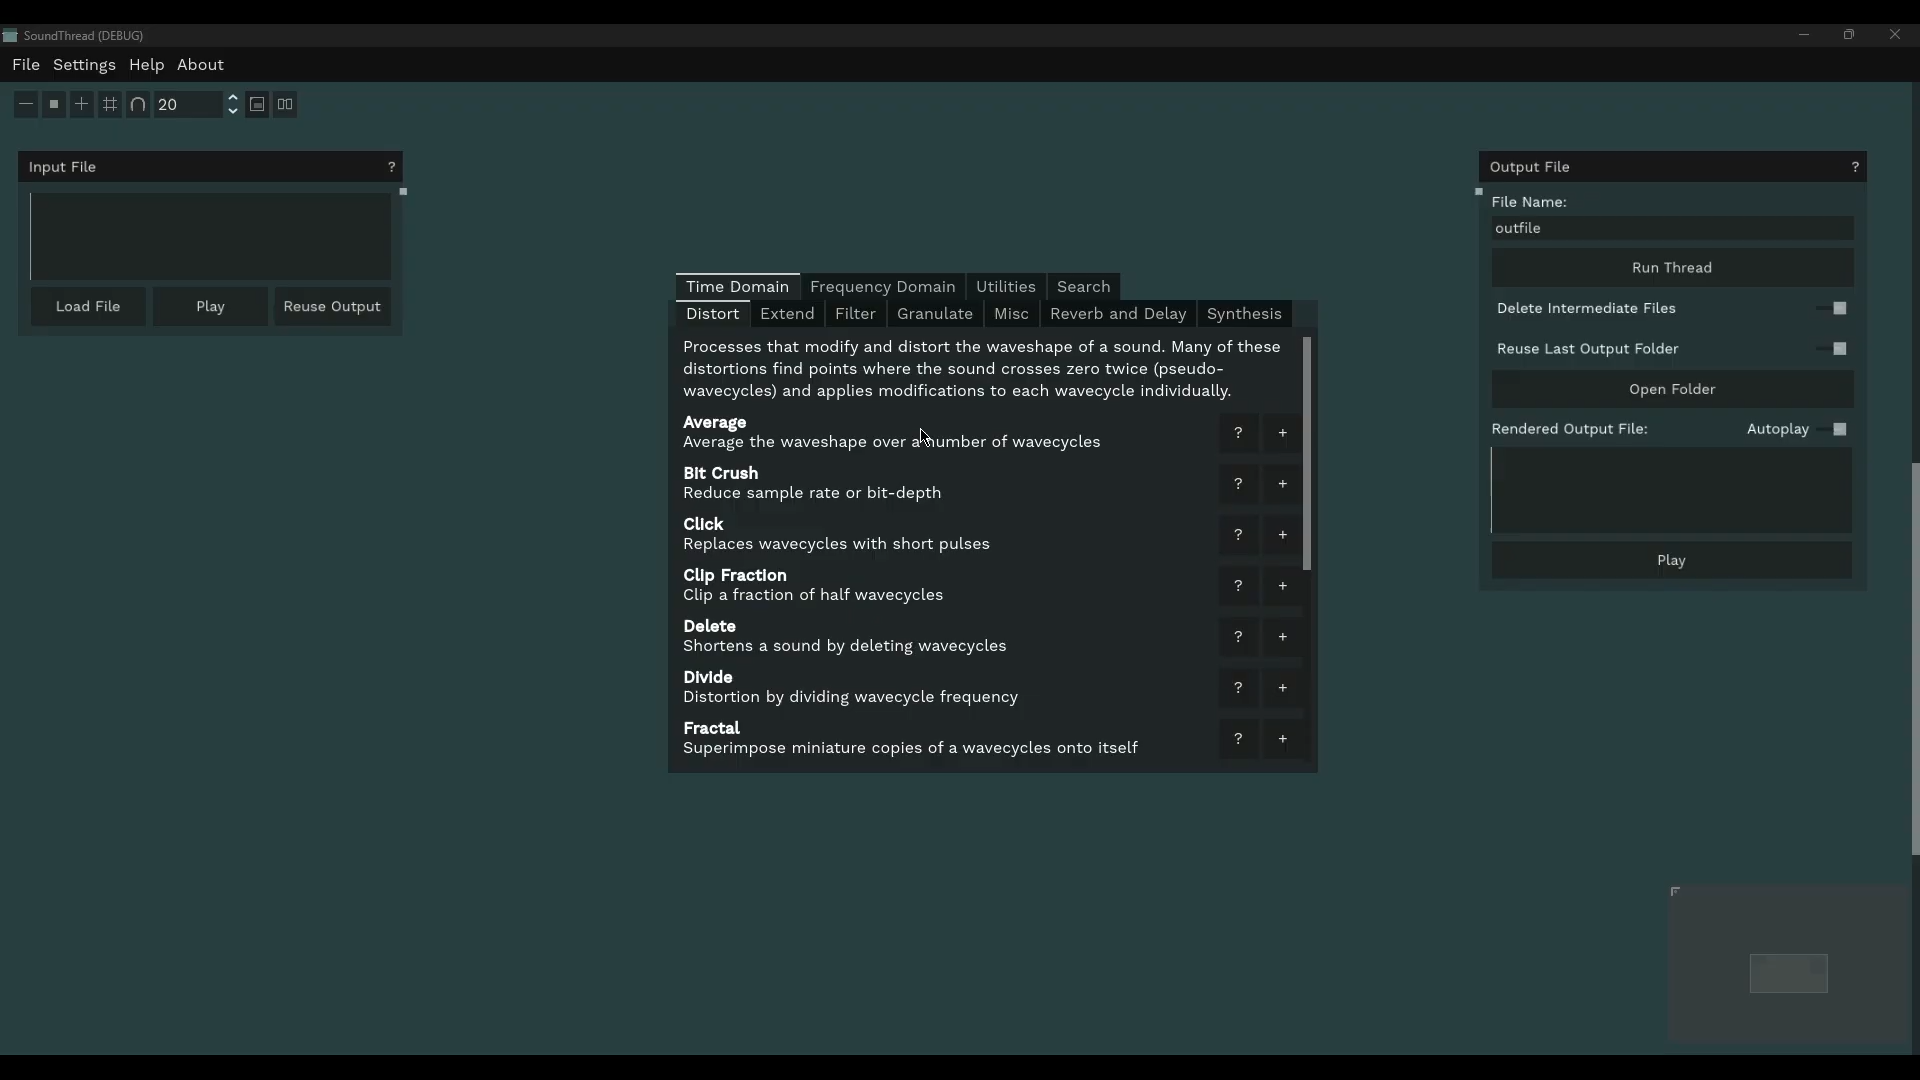 SoundThread (DEBUG)
File Settings Help About
20
Input File ?
Load File Play Reuse Output
Time Domain Frequency Domain Utilities Search
Distort Extend Filter Granulate Misc Reverb and Delay Synthesis
Processes that modify and distort the waveshape of a sound. Many of these
distortions find points where the sound crosses zero twice (pseudo-
wavecycles) and applies modifications to each wavecycle individually.
Average
Average the waveshape over a number of wavecycles
? +
Bit Crush
Reduce sample rate or bit-depth
? +
Click
Replaces wavecycles with short pulses
? +
Clip Fraction
Clip a fraction of half wavecycles
? +
Delete
Shortens a sound by deleting wavecycles
? +
Divide
Distortion by dividing wavecycle frequency
? +
Fractal
Superimpose miniature copies of a wavecycles onto itself
? +
Output File ?
File Name:
outfile
Run Thread
Delete Intermediate Files
Reuse Last Output Folder
Open Folder
Rendered Output File: Autoplay
Play